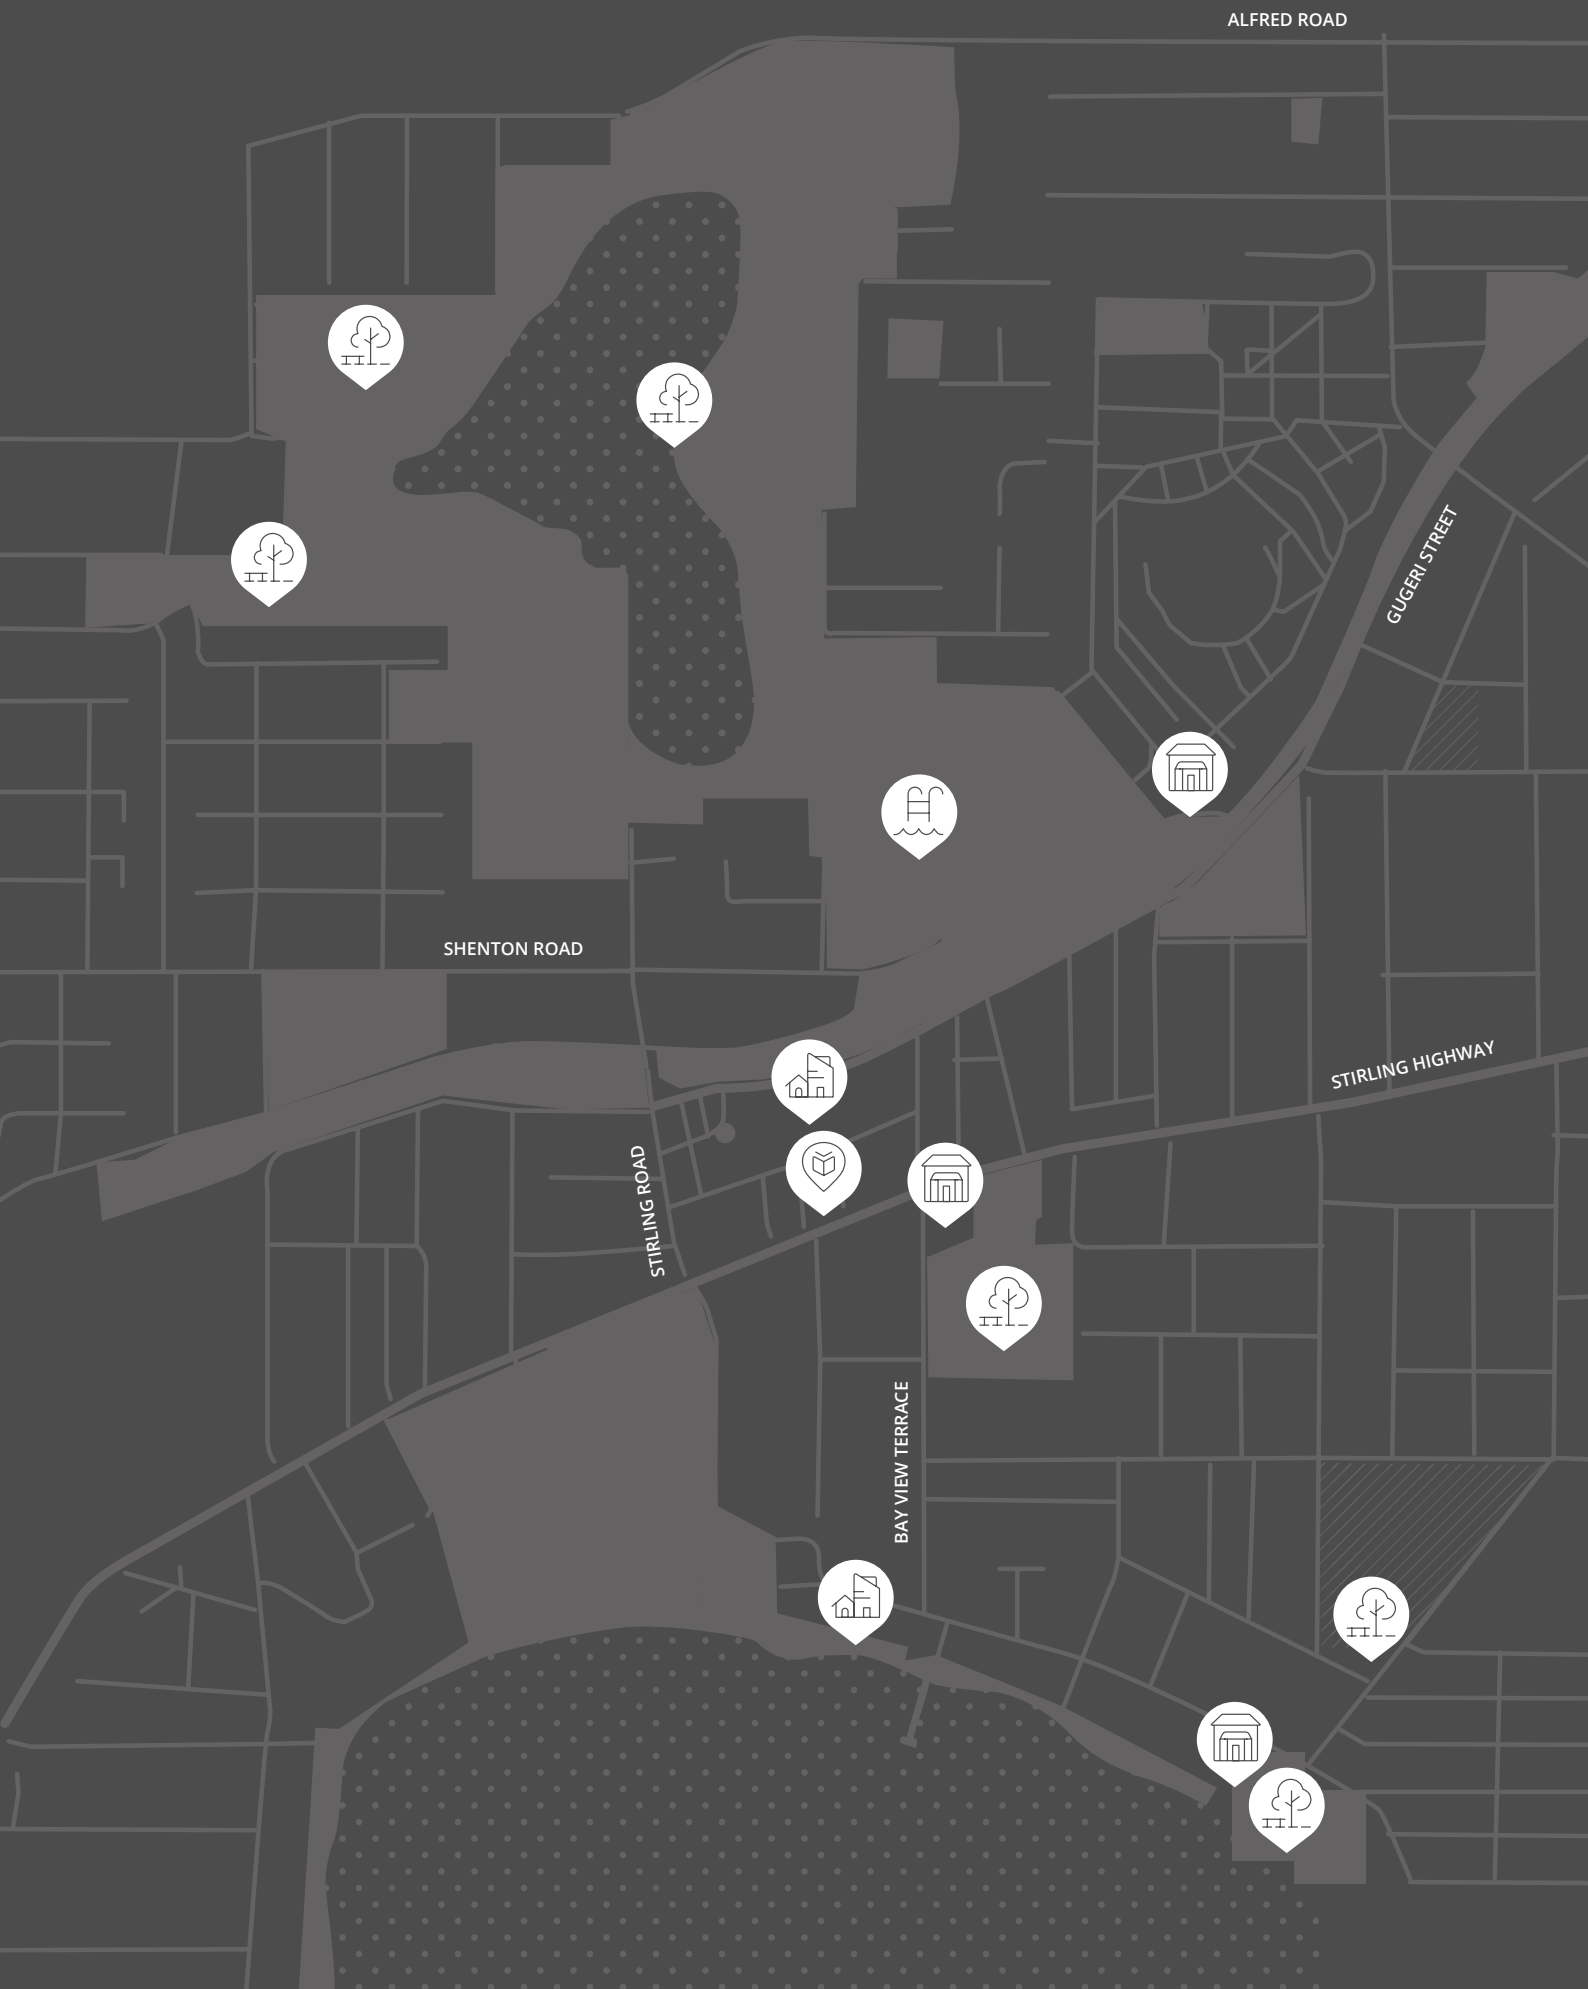 ALFRED ROAD
GUGERI STREET
SHENTON ROAD
STIRLING HIGHWAY
STIRLING ROAD
BAY VIEW TERRACE